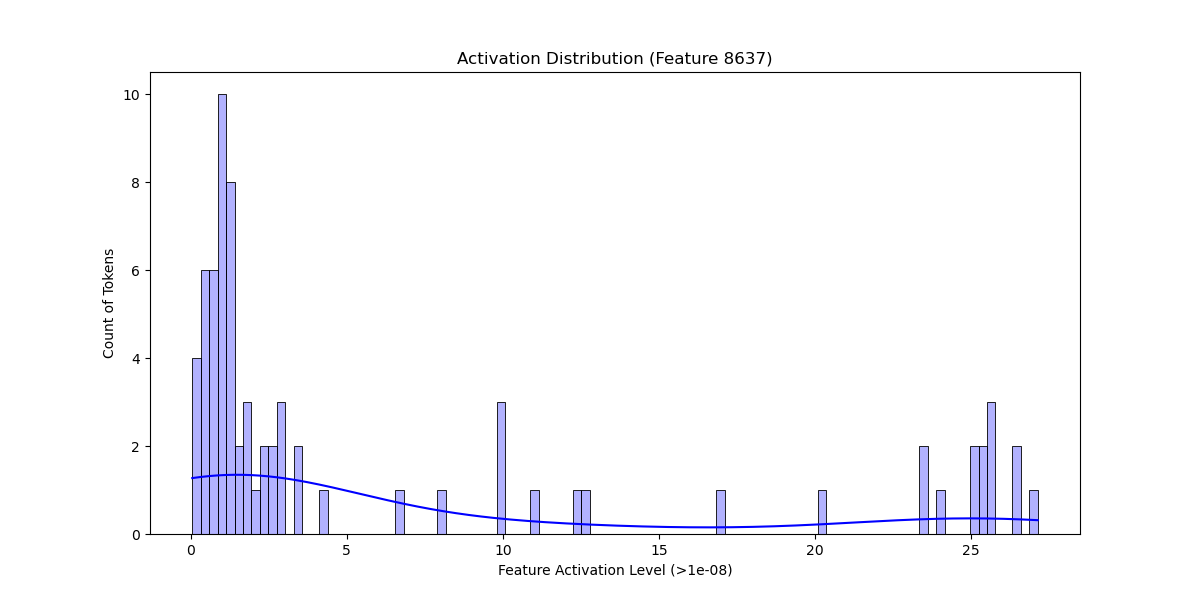 Activation Distribution (Feature 8637)
Count of Tokens
10
8
6
4
2
0
0 5 10 15 20 25
Feature Activation Level (>1e-08)